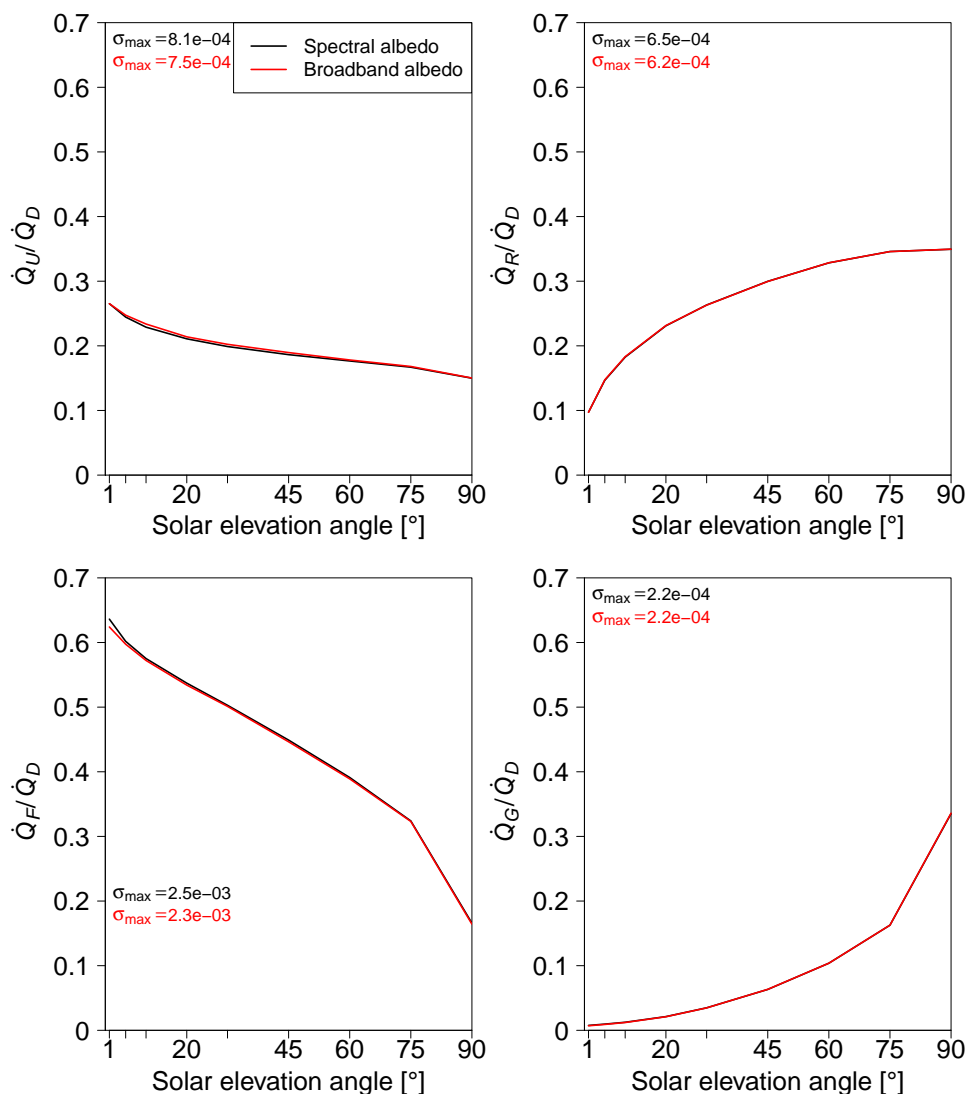 σmax=8.1e−04
σmax=7.5e−04
Spectral albedo
Broadband albedo
0.7
0.6
0.5
0.4
0.3
0.2
0.1
0
Q̇U/Q̇D
1 20 45 60 75 90
Solar elevation angle [°]
σmax=6.5e−04
σmax=6.2e−04
0.7
0.6
0.5
0.4
0.3
0.2
0.1
0
Q̇R/Q̇D
1 20 45 60 75 90
Solar elevation angle [°]
0.7
0.6
0.5
0.4
0.3
0.2
0.1
0
Q̇F/Q̇D
σmax=2.5e−03
σmax=2.3e−03
1 20 45 60 75 90
Solar elevation angle [°]
σmax=2.2e−04
σmax=2.2e−04
0.7
0.6
0.5
0.4
0.3
0.2
0.1
0
Q̇G/Q̇D
1 20 45 60 75 90
Solar elevation angle [°]